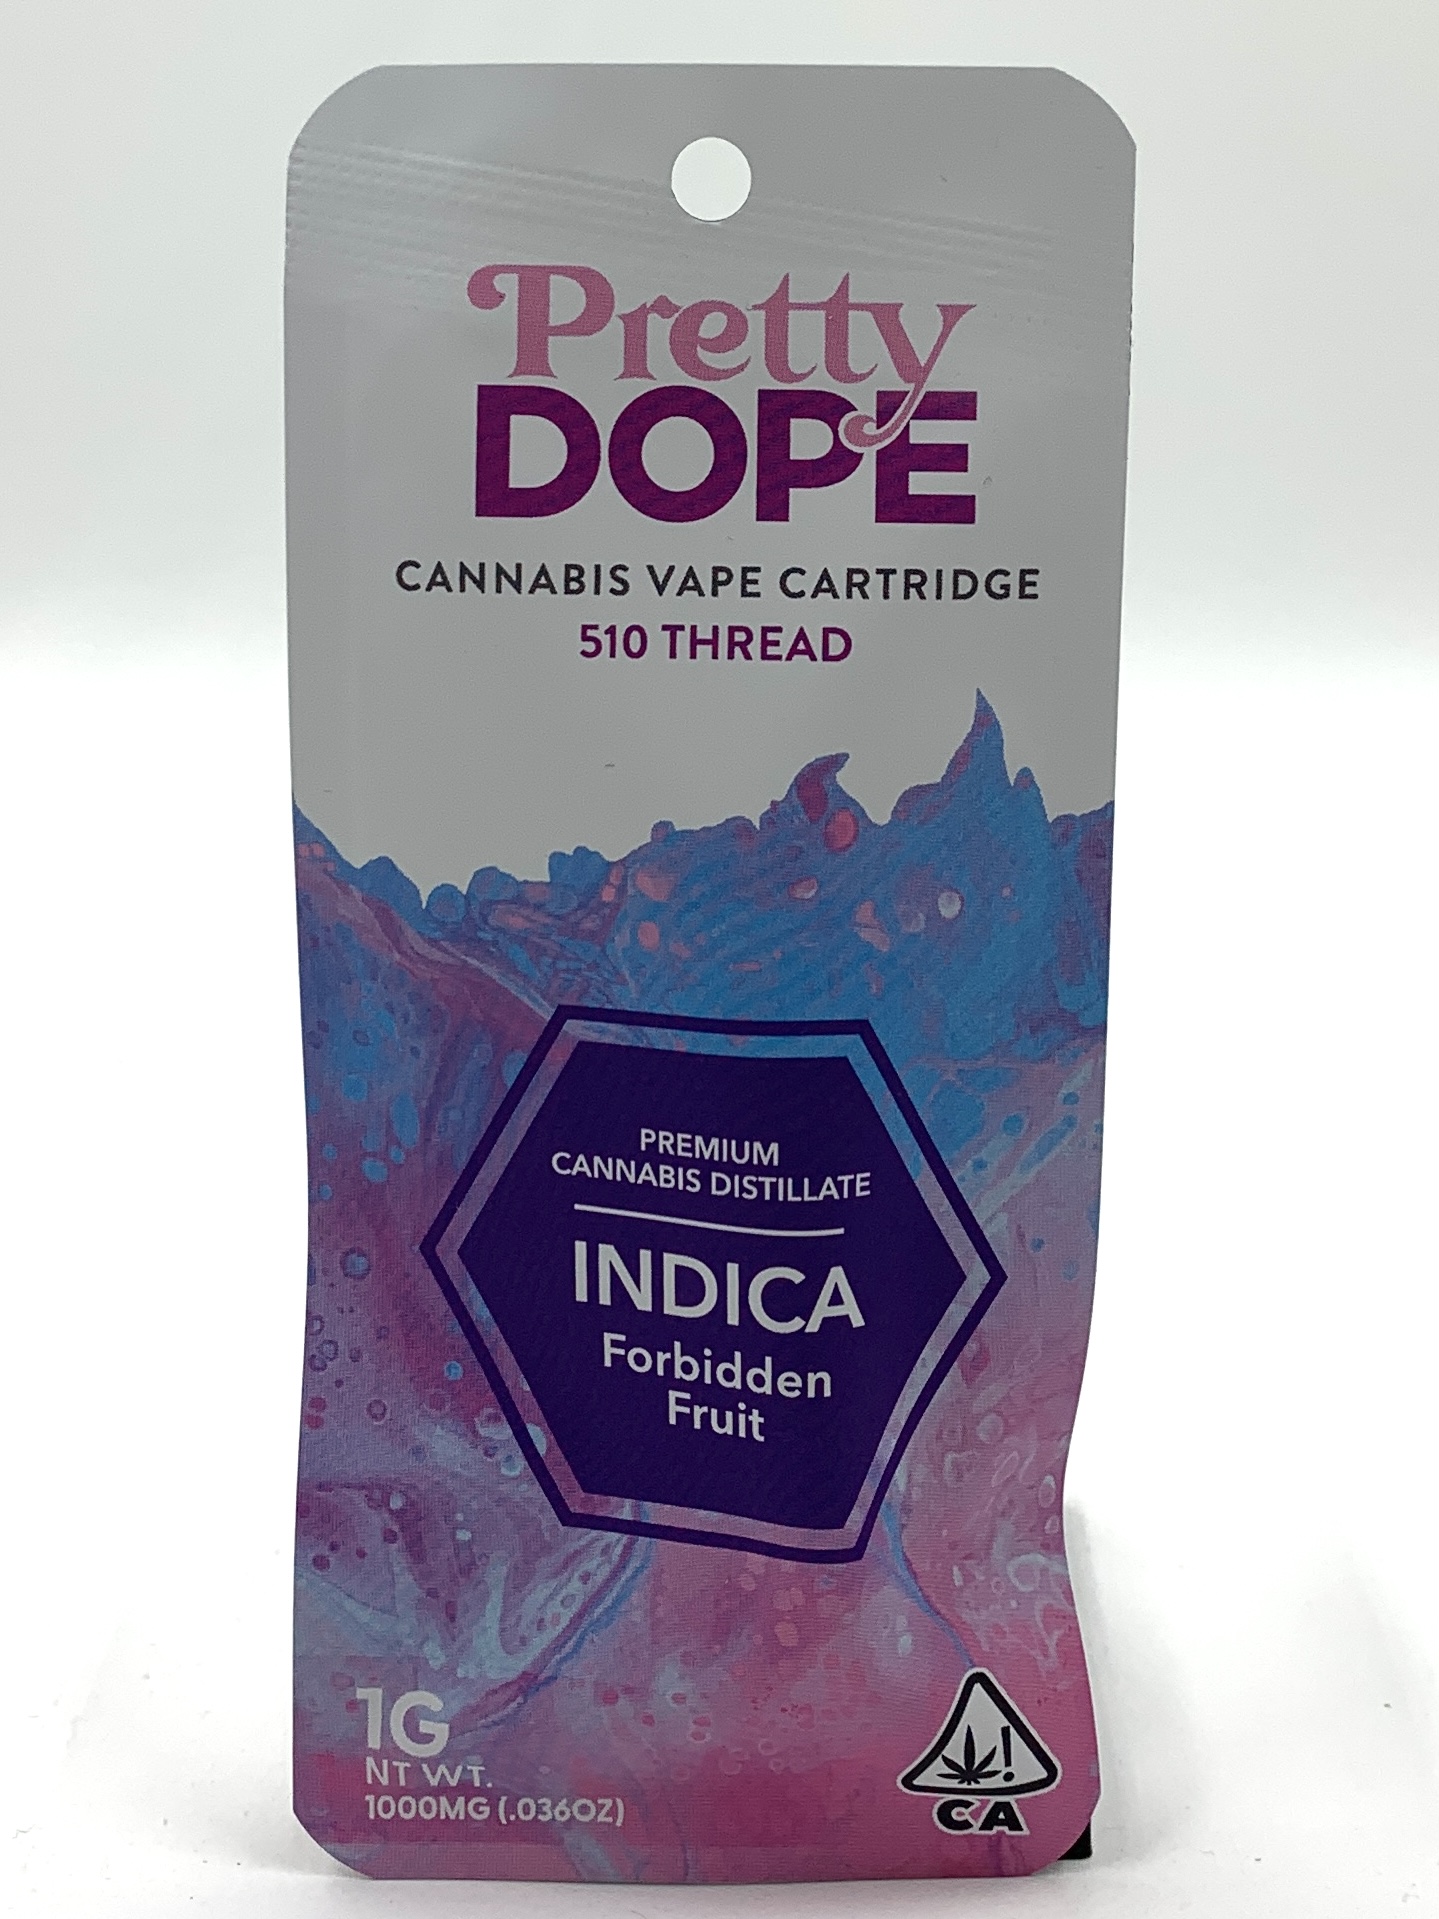 Pretty
DOPE
CANNABIS VAPE CARTRIDGE
510 THREAD
PREMIUM
CANNABIS DISTILLATE
INDICA
Forbidden
Fruit
1G
NT WT.
1000MG (.036OZ)
!
CA